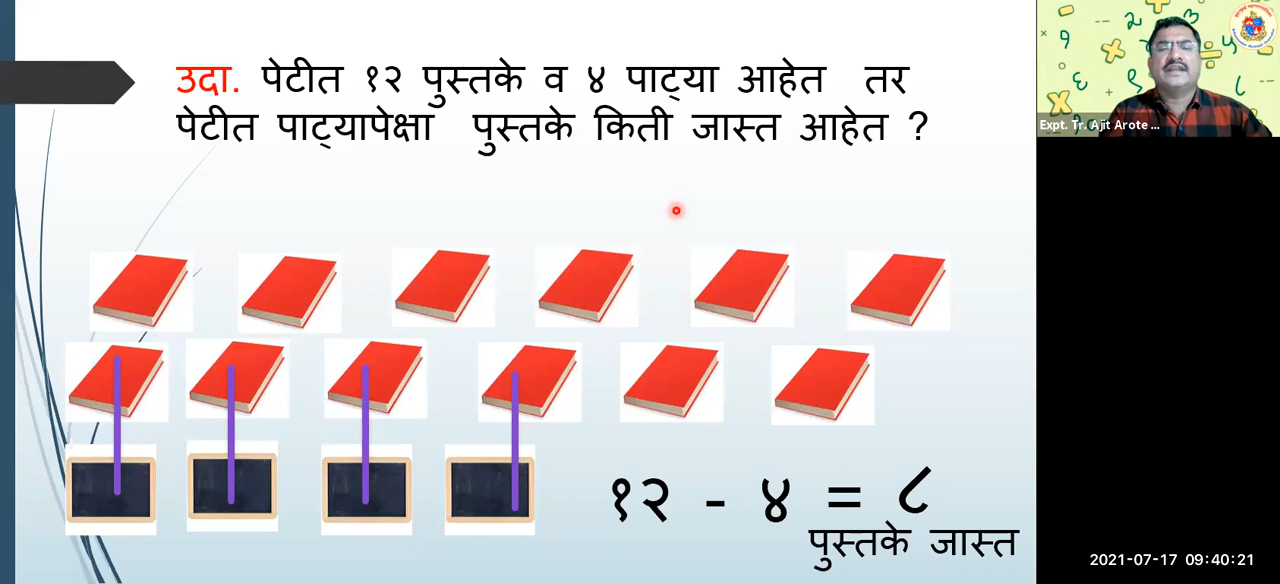 उदा. पेटीत १२ पुस्तके व ४ पाट्या आहेत तर
पेटीत पाट्यापेक्षा पुस्तके किती जास्त आहेत ?
१२ - ४ = ८
पुस्तके जास्त
Expt. Tr. Ajit Arote ...
2021-07-17 09:40:21